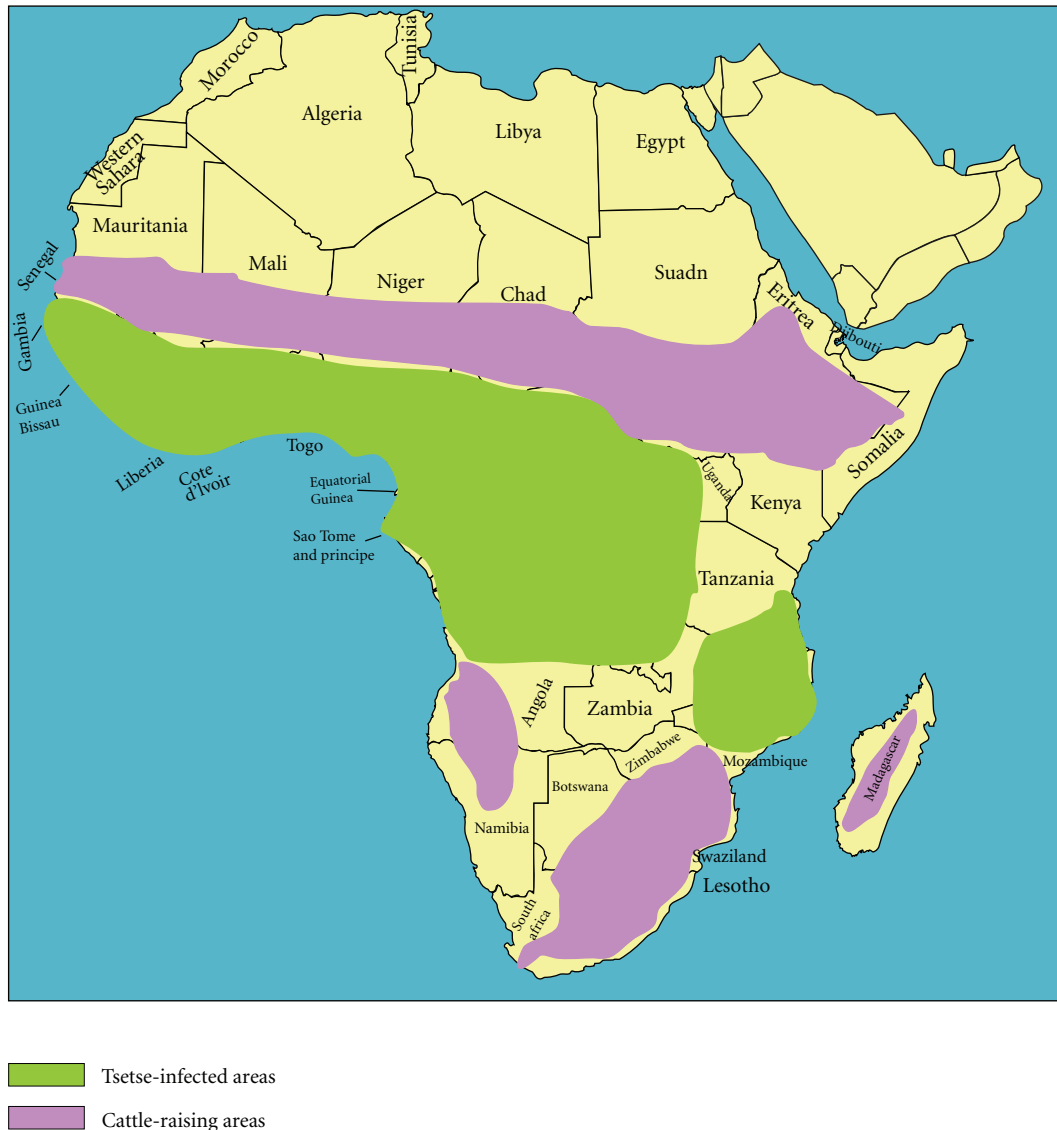 Tunisia
Morocco
Algeria
Libya
Egypt
Western
Sahara
Mauritania
Mali
Niger
Chad
Suadn
Eritrea
Djibouti
Senegal
Gambia
Guinea
Bissau
Liberia
Cote
d'Ivoir
Togo
Equatorial
Guinea
Sao Tome
and principe
Uganda
Kenya
Somalia
Tanzania
Angola
Zambia
Zimbabwe
Mozambique
Madagascar
Botswana
Namibia
Swaziland
Lesotho
South
africa
Tsetse-infected areas
Cattle-raising areas